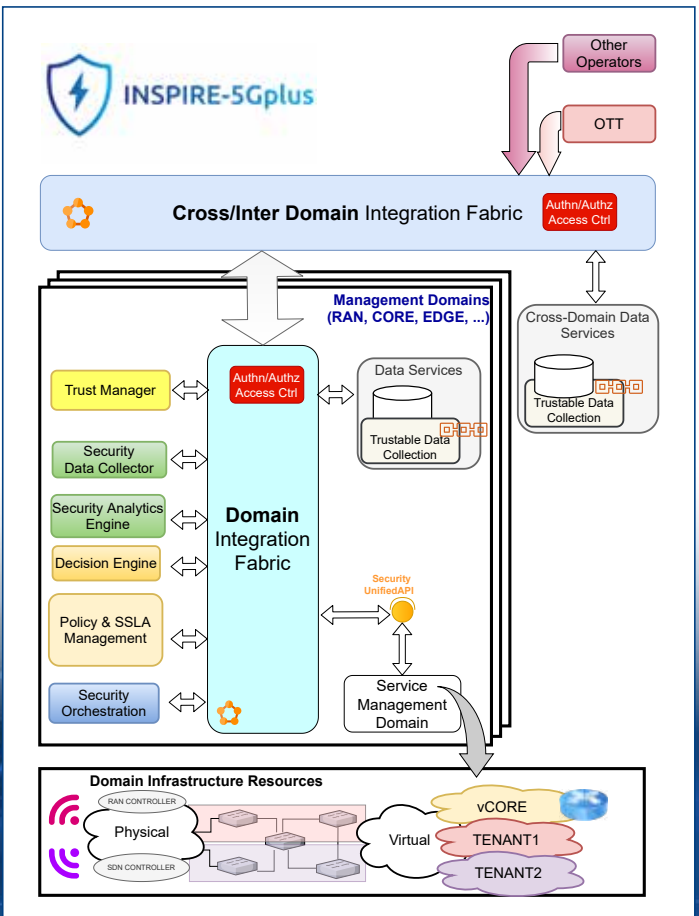 INSPIRE-5Gplus
Other
Operators
OTT
Cross/Inter Domain Integration Fabric
Authn/Authz
Access Ctrl
Management Domains
(RAN, CORE, EDGE, ...)
Cross-Domain Data
Services
Trustable Data
Collection
Authn/Authz
Access Ctrl
Data Services
Trustable Data
Collection
Trust Manager
Security
Data Collector
Security Analytics
Engine
Decision Engine
Policy & SSLA
Management
Security
Orchestration
Domain
Integration
Fabric
Security
UnifiedAPI
Service
Management
Domain
Domain Infrastructure Resources
RAN CONTROLLER
Physical
SDN CONTROLLER
Virtual
vCORE
TENANT1
TENANT2